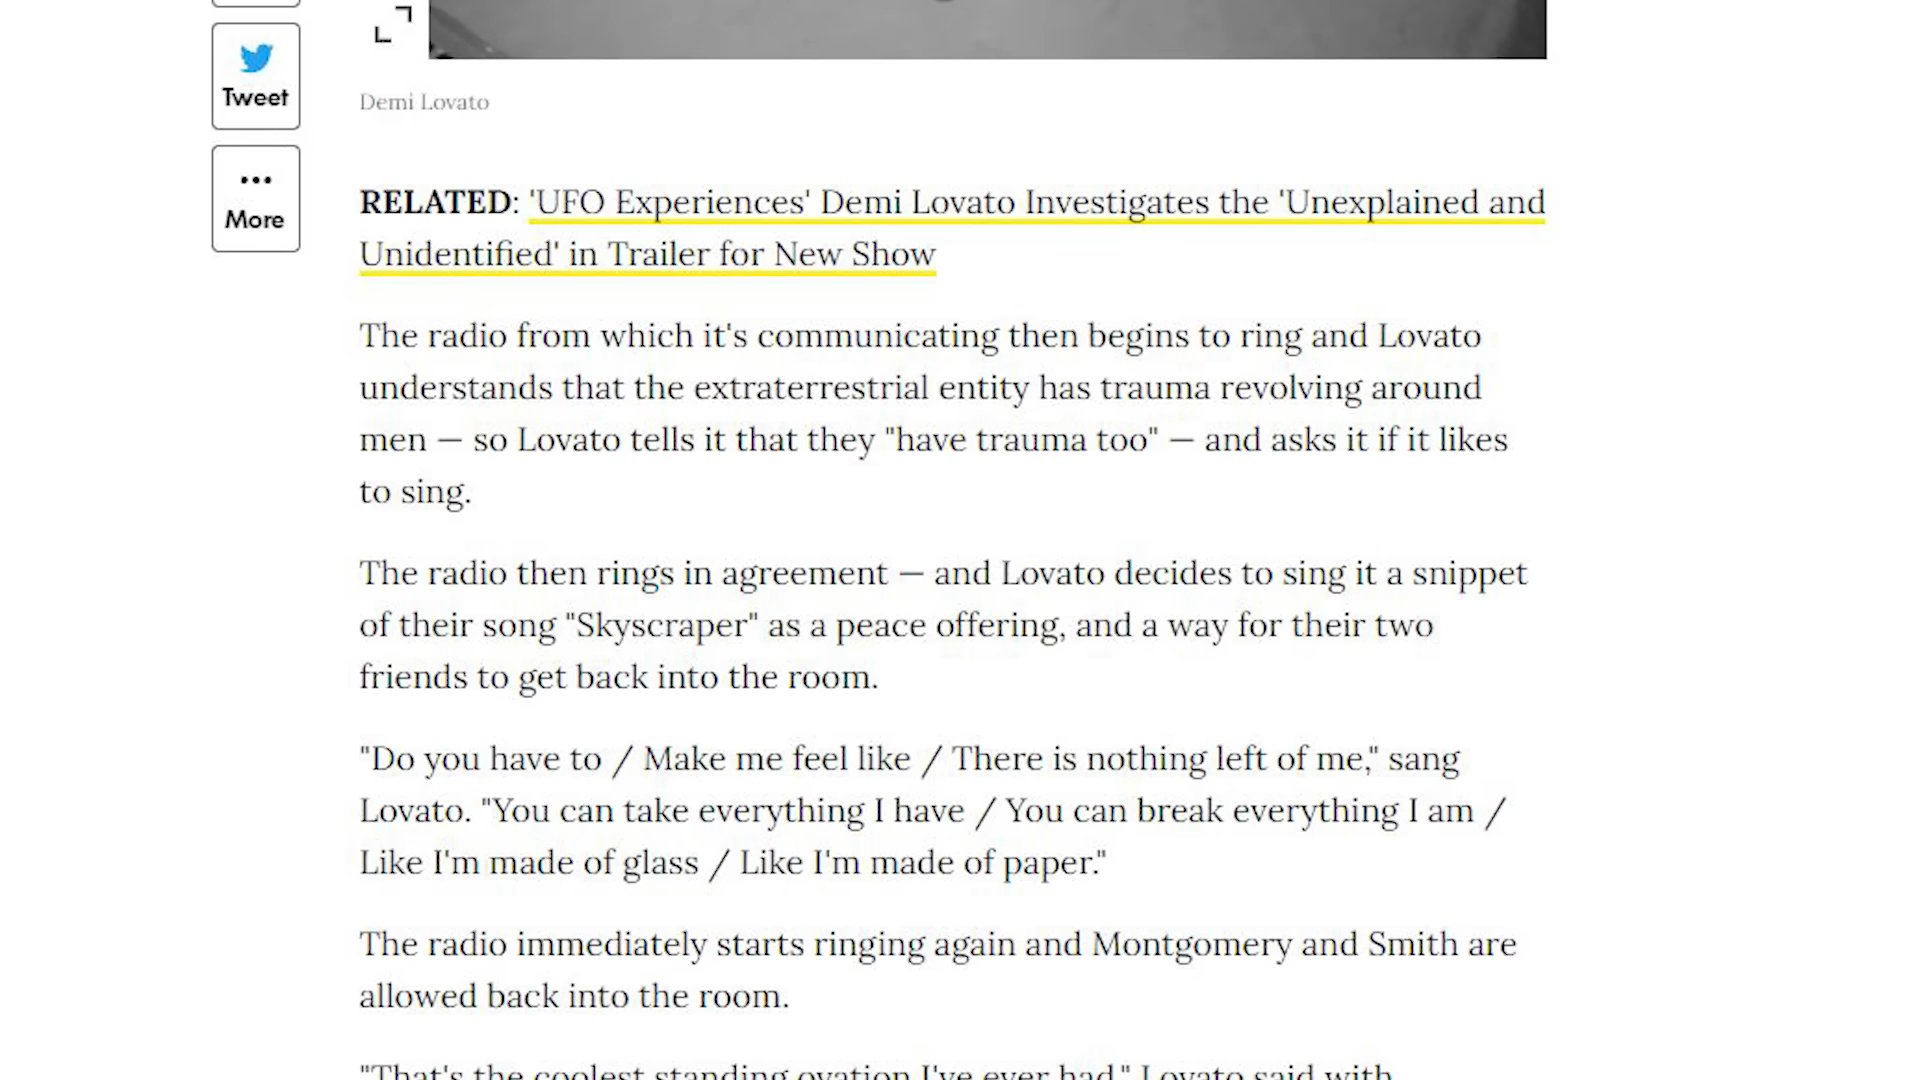 Tweet
More
Demi Lovato
RELATED: 'UFO Experiences' Demi Lovato Investigates the 'Unexplained and
Unidentified' in Trailer for New Show
The radio from which it's communicating then begins to ring and Lovato
understands that the extraterrestrial entity has trauma revolving around
men — so Lovato tells it that they "have trauma too" — and asks it if it likes
to sing.
The radio then rings in agreement — and Lovato decides to sing it a snippet
of their song "Skyscraper" as a peace offering, and a way for their two
friends to get back into the room.
"Do you have to / Make me feel like / There is nothing left of me," sang
Lovato. "You can take everything I have / You can break everything I am /
Like I'm made of glass / Like I'm made of paper."
The radio immediately starts ringing again and Montgomery and Smith are
allowed back into the room.
"That's the coolest standing ovation I've ever had," Lovato said with